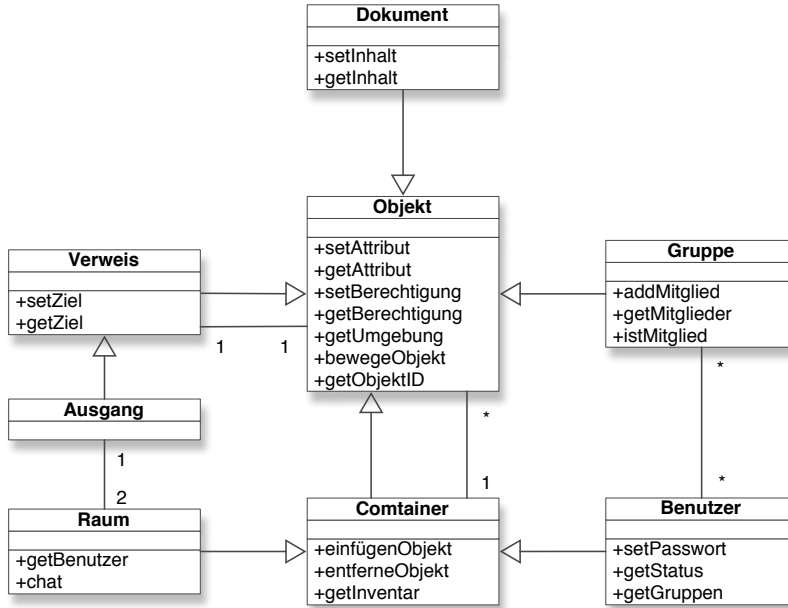 Dokument
+setInhalt
+getInhalt
Objekt
+setAttribut
+getAttribut
+setBerechtigung
+getBerechtigung
+getUmgebung
+bewegeObjekt
+getObjektID
Verweis
+setZiel
+getZiel
1
1
Gruppe
+addMitglied
+getMitglieder
+istMitglied
*
*
Ausgang
1
2
*
1
Raum
+getBenutzer
+chat
Comtainer
+einfügenObjekt
+entferneObjekt
+getInventar
Benutzer
+setPasswort
+getStatus
+getGruppen